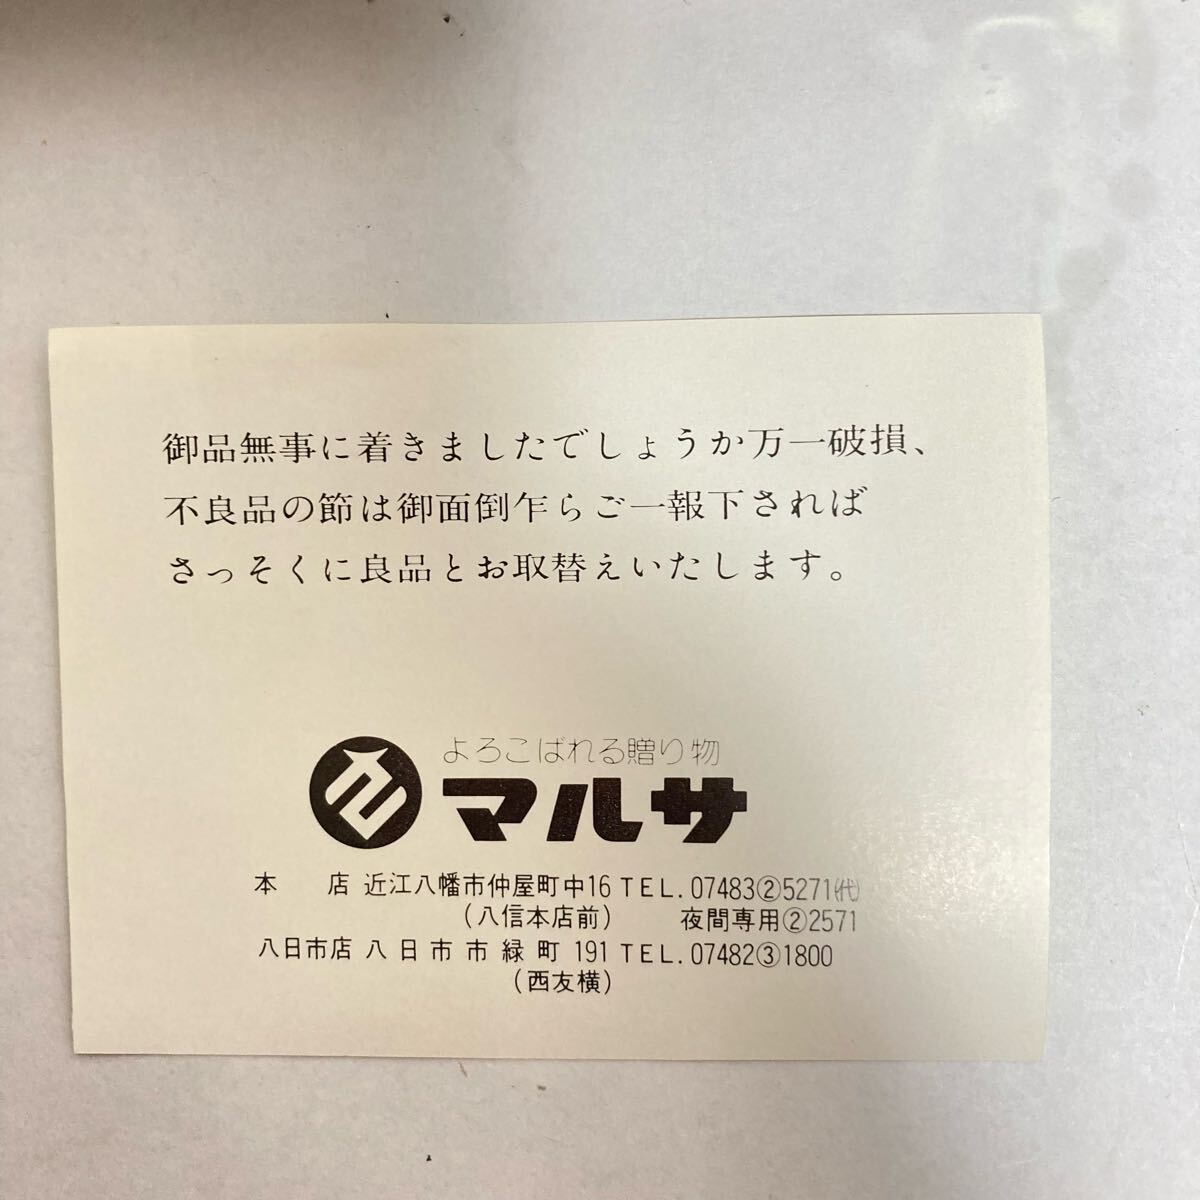 御品無事に着きましたでしょうか万一破損、
不良品の節は御面倒乍らご一報下されば
さっそくに良品とお取替えいたします。
よろこばれる贈り物
マルサ
本 店 近江八幡市仲屋町中16 TEL. 07483②5271㈹
(八信本店前) 夜間専用②2571
八日市店 八日市市緑町 191 TEL. 07482③1800
(西友横)